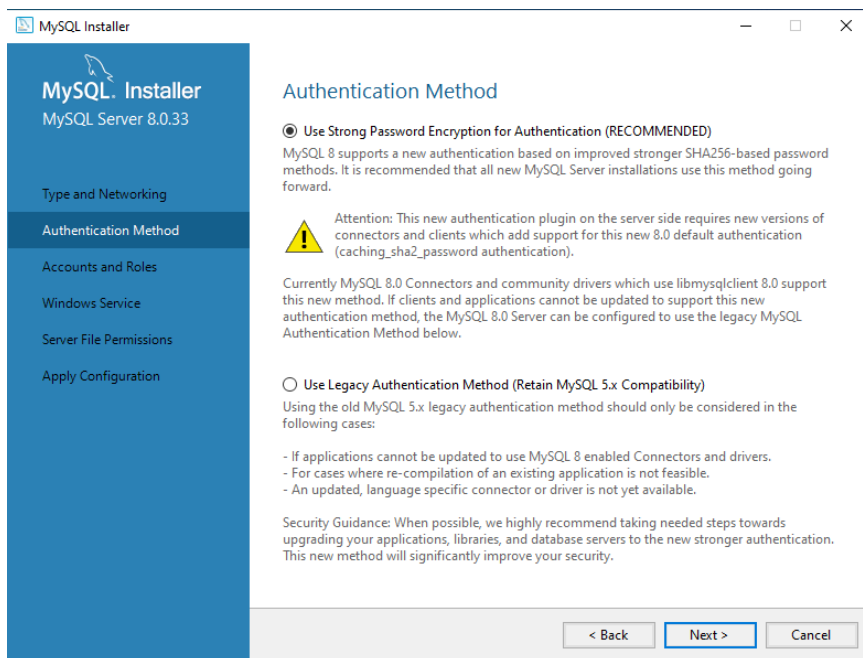 MySQL Installer
MySQL. Installer
MySQL Server 8.0.33
Type and Networking
Authentication Method
Accounts and Roles
Windows Service
Server File Permissions
Apply Configuration
Authentication Method
Use Strong Password Encryption for Authentication (RECOMMENDED)
MySQL 8 supports a new authentication based on improved stronger SHA256-based password
methods. It is recommended that all new MySQL Server installations use this method going
forward.
Attention: This new authentication plugin on the server side requires new versions of
connectors and clients which add support for this new 8.0 default authentication
(caching_sha2_password authentication).
Currently MySQL 8.0 Connectors and community drivers which use libmysqlclient 8.0 support
this new method. If clients and applications cannot be updated to support this new
authentication method, the MySQL 8.0 Server can be configured to use the legacy MySQL
Authentication Method below.
Use Legacy Authentication Method (Retain MySQL 5.x Compatibility)
Using the old MySQL 5.x legacy authentication method should only be considered in the
following cases:
- If applications cannot be updated to use MySQL 8 enabled Connectors and drivers.
- For cases where re-compilation of an existing application is not feasible.
- An updated, language specific connector or driver is not yet available.
Security Guidance: When possible, we highly recommend taking needed steps towards
upgrading your applications, libraries, and database servers to the new stronger authentication.
This new method will significantly improve your security.
< Back
Next >
Cancel